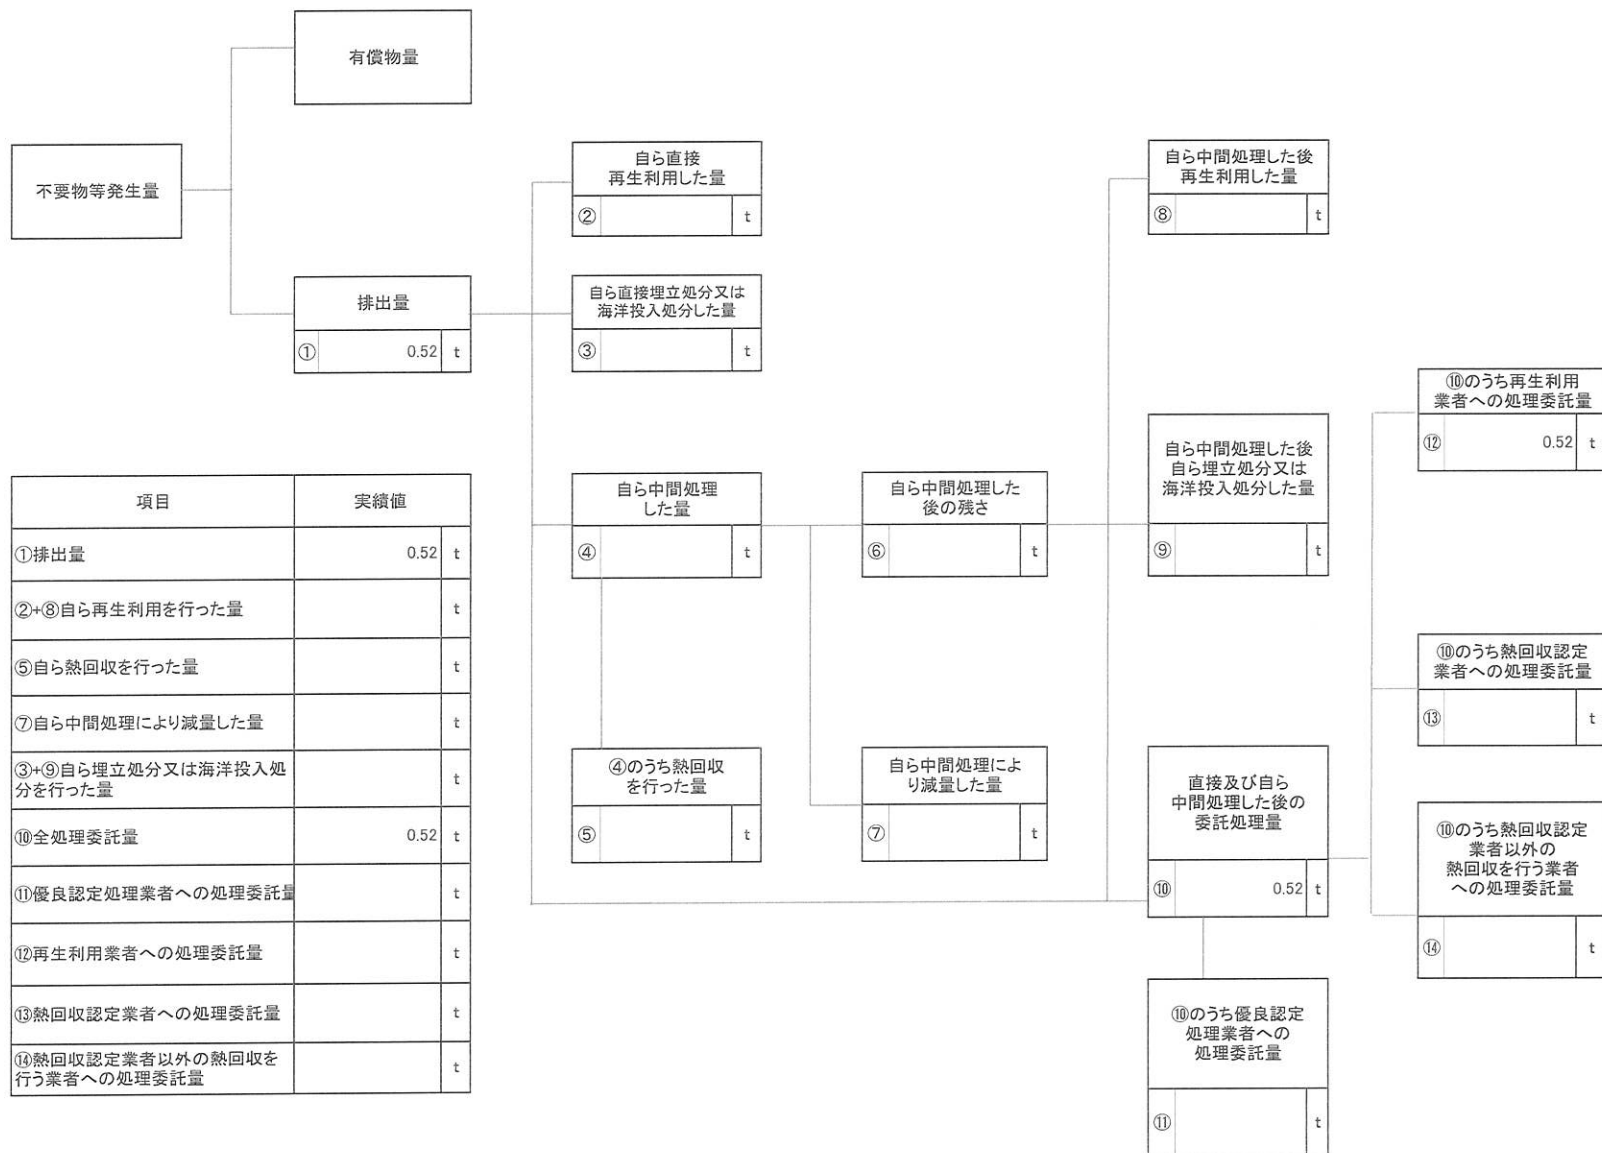 有償物量
不要物等発生量
排出量
① 0.52 t
自ら直接
再生利用した量
② t
自ら直接埋立処分又は
海洋投入処分した量
③ t
自ら中間処理
した量
④ t
④のうち熱回収
を行った量
⑤ t
自ら中間処理した
後の残さ
⑥ t
自ら中間処理によ
り減量した量
⑦ t
自ら中間処理した後
再生利用した量
⑧ t
自ら中間処理した後
自ら埋立処分又は
海洋投入処分した量
⑨ t
直接及び自ら
中間処理した後の
委託処理量
⑩ 0.52 t
⑩のうち優良認定
処理業者への
処理委託量
⑪ t
⑩のうち再生利用
業者への処理委託量
⑫ 0.52 t
⑩のうち熱回収認定
業者への処理委託量
⑬ t
⑩のうち熱回収認定
業者以外の
熱回収を行う業者
への処理委託量
⑭ t
項目 実績値
①排出量 0.52 t
②+⑧自ら再生利用を行った量 t
⑤自ら熱回収を行った量 t
⑦自ら中間処理により減量した量 t
③+⑨自ら埋立処分又は海洋投入処
分を行った量 t
⑩全処理委託量 0.52 t
⑪優良認定処理業者への処理委託量 t
⑫再生利用業者への処理委託量 t
⑬熱回収認定業者への処理委託量 t
⑭熱回収認定業者以外の熱回収を
行う業者への処理委託量 t